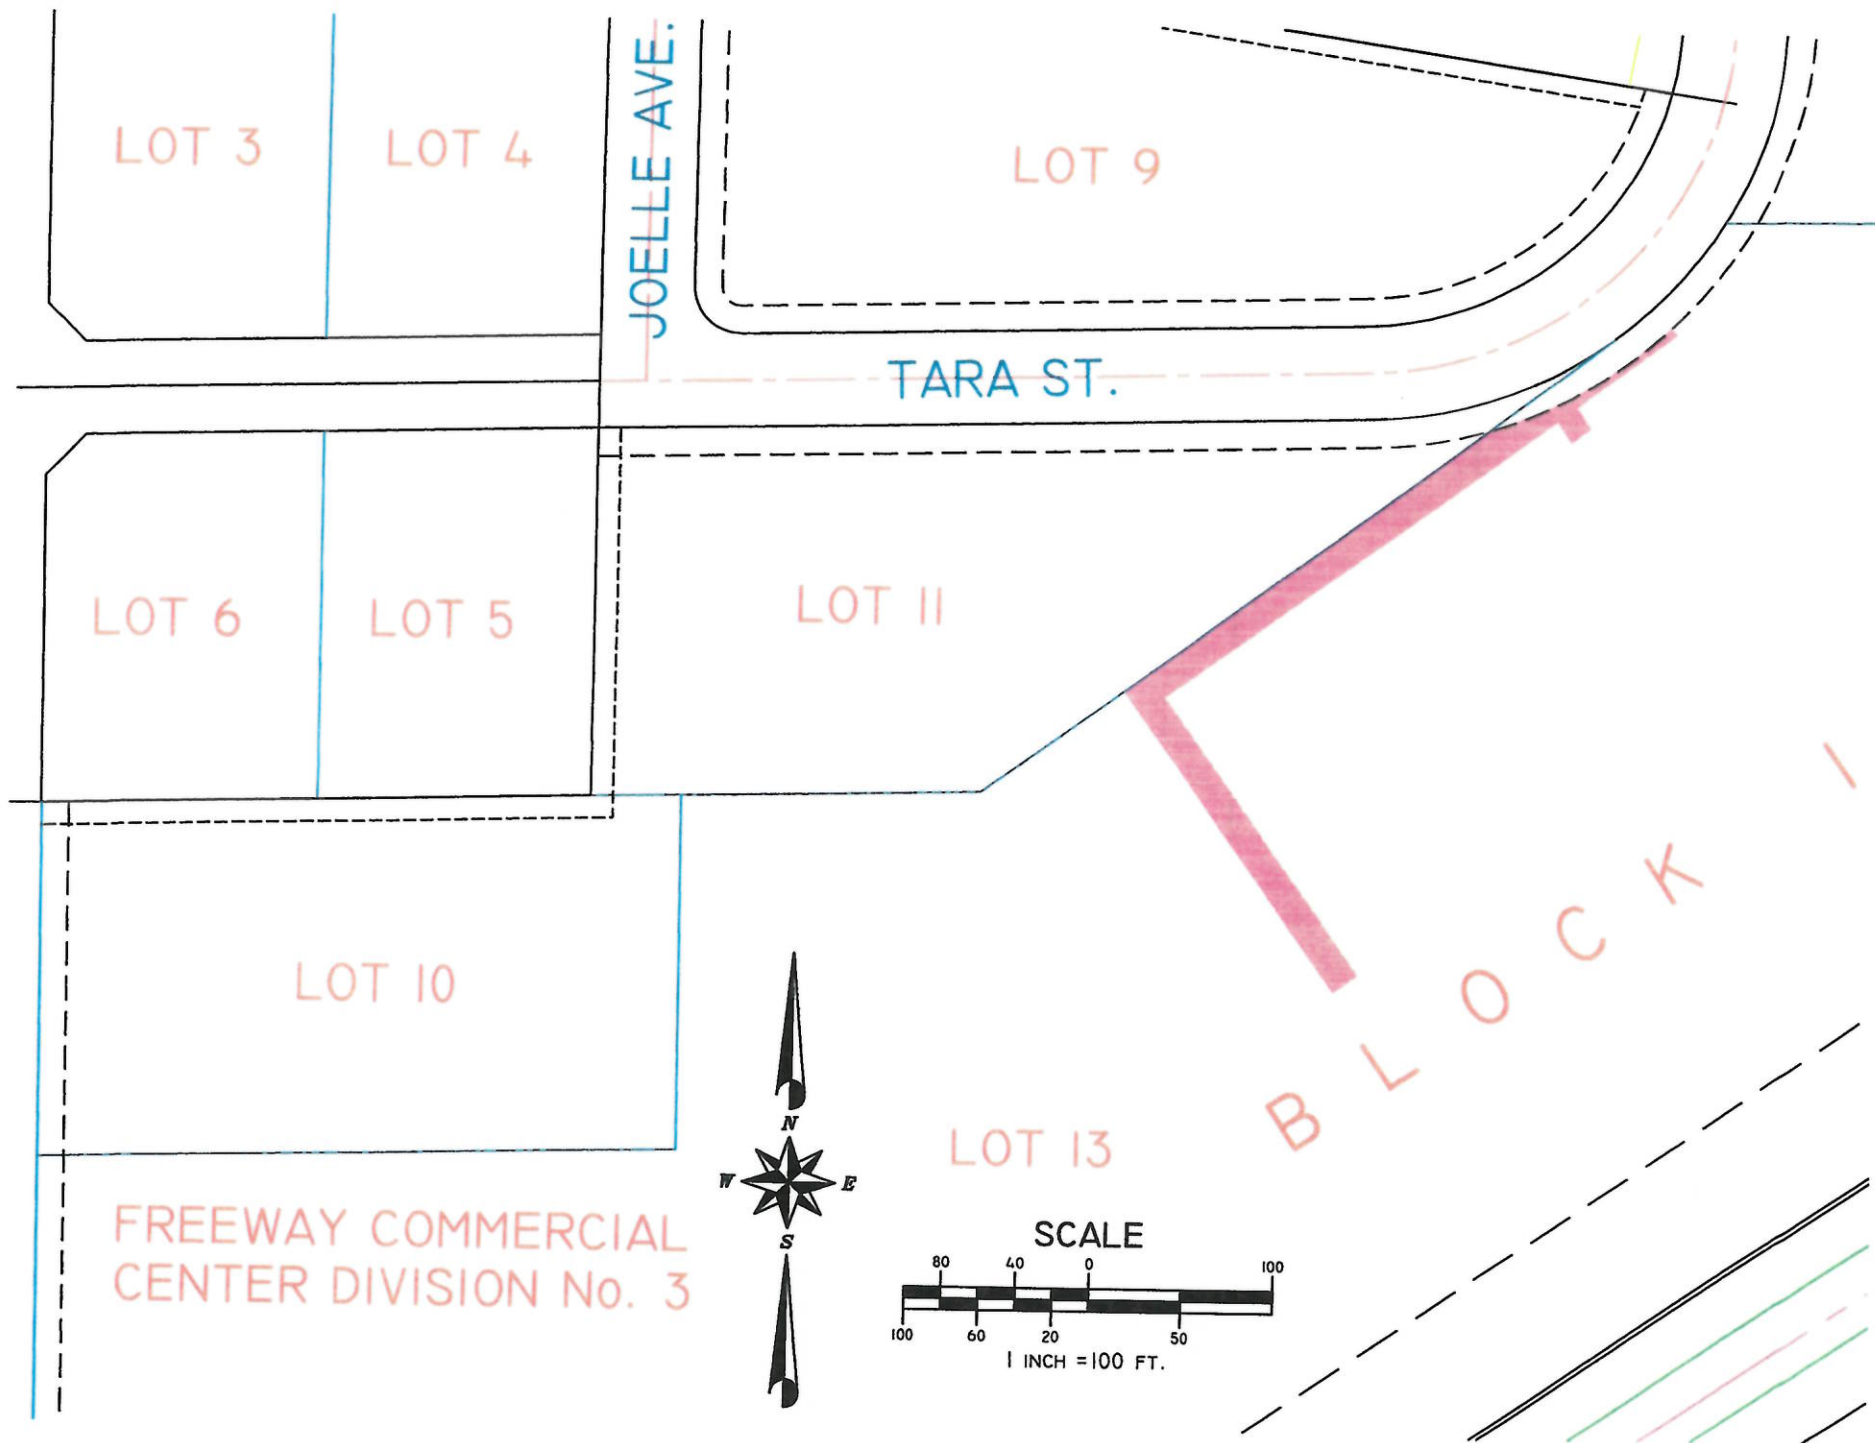 LOT 3
LOT 4
JOELLE AVE.
LOT 9
TARA ST.
LOT 6
LOT 5
LOT 11
LOT 10
BLOCK 1
N
W E
S
LOT 13
FREEWAY COMMERCIAL
CENTER DIVISION No. 3
SCALE
80 40 0 100
100 60 20 50
1 INCH = 100 FT.